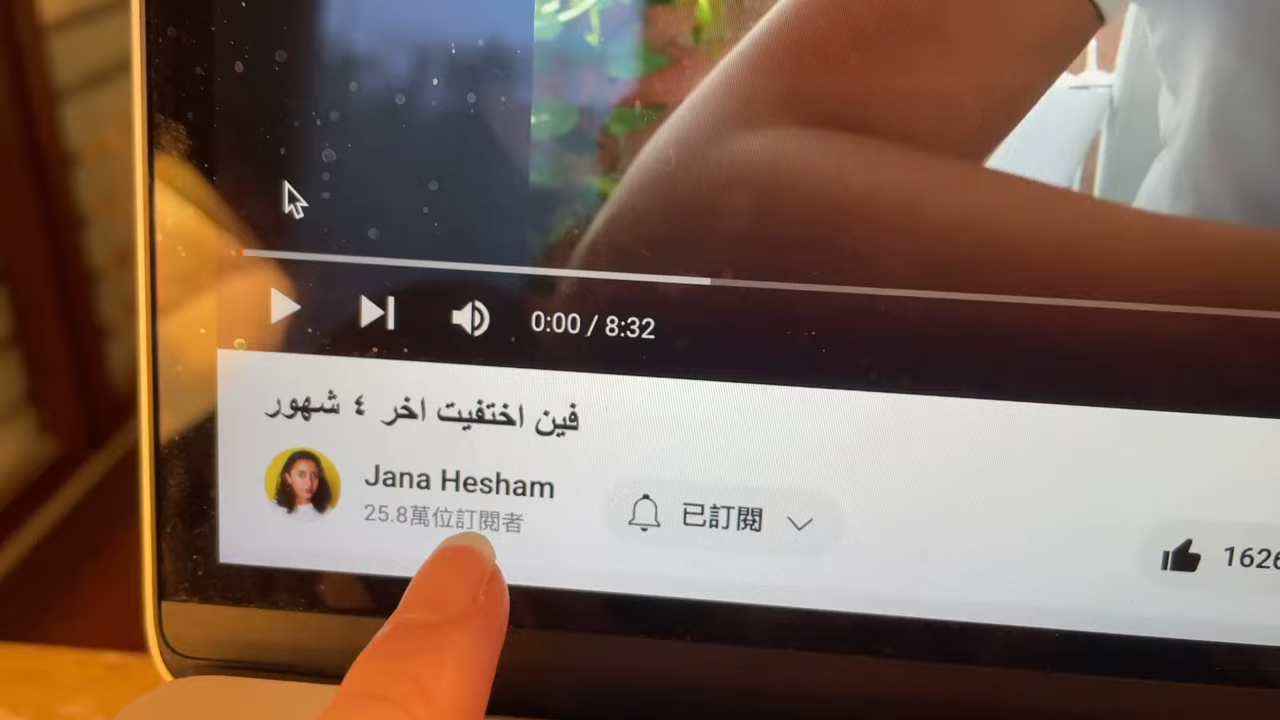 0:00 / 8:32
فين اختفيت اخر ٤ شهور
Jana Hesham
25.8萬位訂閱者
已訂閱
1626